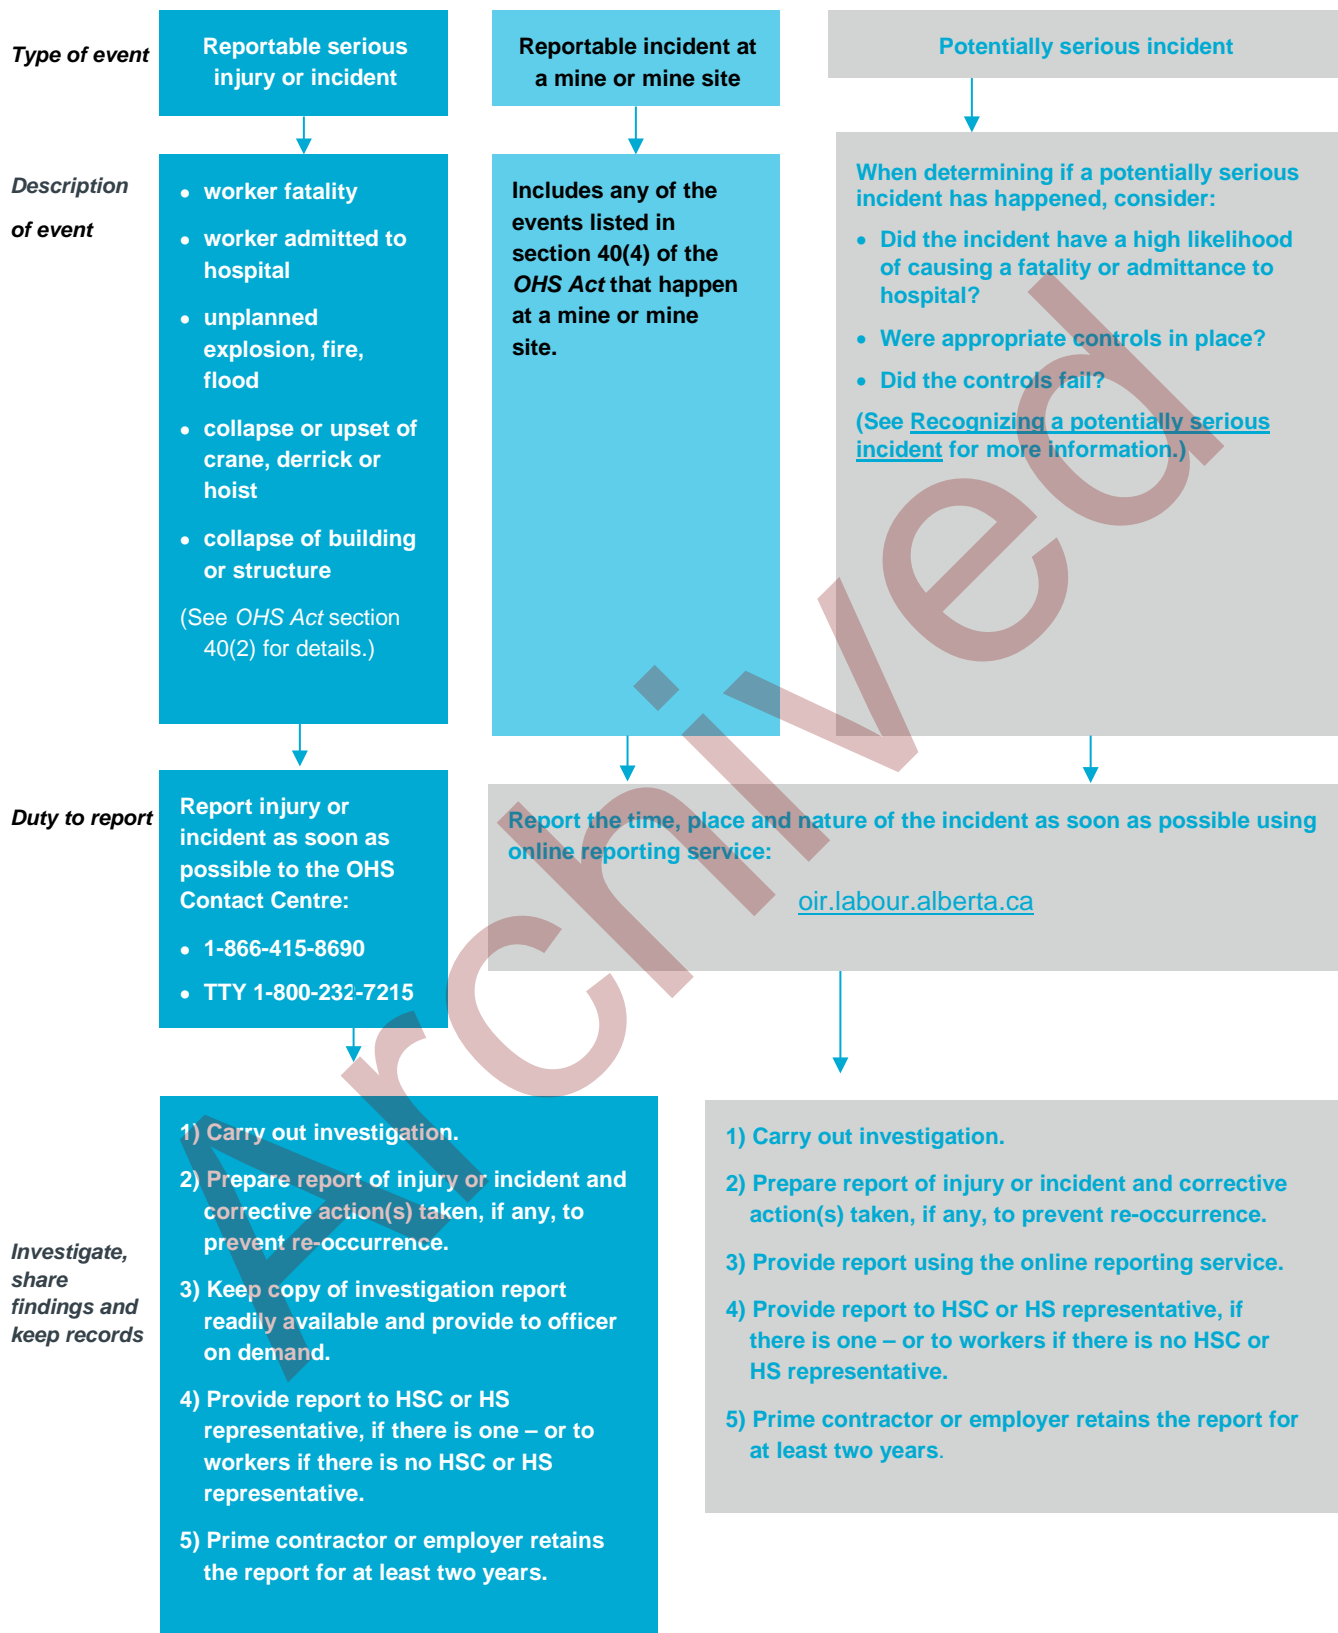 Type of event
Reportable serious
injury or incident
Reportable incident at
a mine or mine site
Potentially serious incident
Description
of event
• worker fatality
• worker admitted to
hospital
• unplanned
explosion, fire,
flood
• collapse or upset of
crane, derrick or
hoist
• collapse of building
or structure
(See OHS Act section
40(2) for details.)
Includes any of the
events listed in
section 40(4) of the
OHS Act that happen
at a mine or mine
site.
When determining if a potentially serious
incident has happened, consider:
• Did the incident have a high likelihood
of causing a fatality or admittance to
hospital?
• Were appropriate controls in place?
• Did the controls fail?
(See Recognizing a potentially serious
incident for more information.)
Duty to report
Report injury or
incident as soon as
possible to the OHS
Contact Centre:
• 1-866-415-8690
• TTY 1-800-232-7215
Report the time, place and nature of the incident as soon as possible using
online reporting service:
oir.labour.alberta.ca
Investigate,
share
findings and
keep records
1) Carry out investigation.
2) Prepare report of injury or incident and
corrective action(s) taken, if any, to
prevent re-occurrence.
3) Keep copy of investigation report
readily available and provide to officer
on demand.
4) Provide report to HSC or HS
representative, if there is one – or to
workers if there is no HSC or HS
representative.
5) Prime contractor or employer retains
the report for at least two years.
1) Carry out investigation.
2) Prepare report of injury or incident and corrective
action(s) taken, if any, to prevent re-occurrence.
3) Provide report using the online reporting service.
4) Provide report to HSC or HS representative, if
there is one – or to workers if there is no HSC or
HS representative.
5) Prime contractor or employer retains the report for
at least two years.
Archived